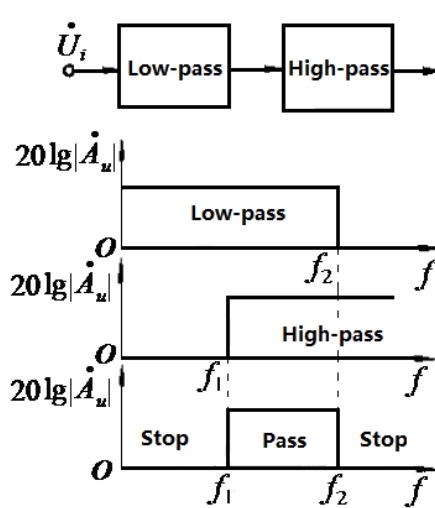 U̇ᵢ
Low-pass High-pass
20lg|Ȧᵤ|
Low-pass
O f₂ f
20lg|Ȧᵤ|
High-pass
O f₁ f
20lg|Ȧᵤ|
Stop Pass Stop
O f₁ f₂ f